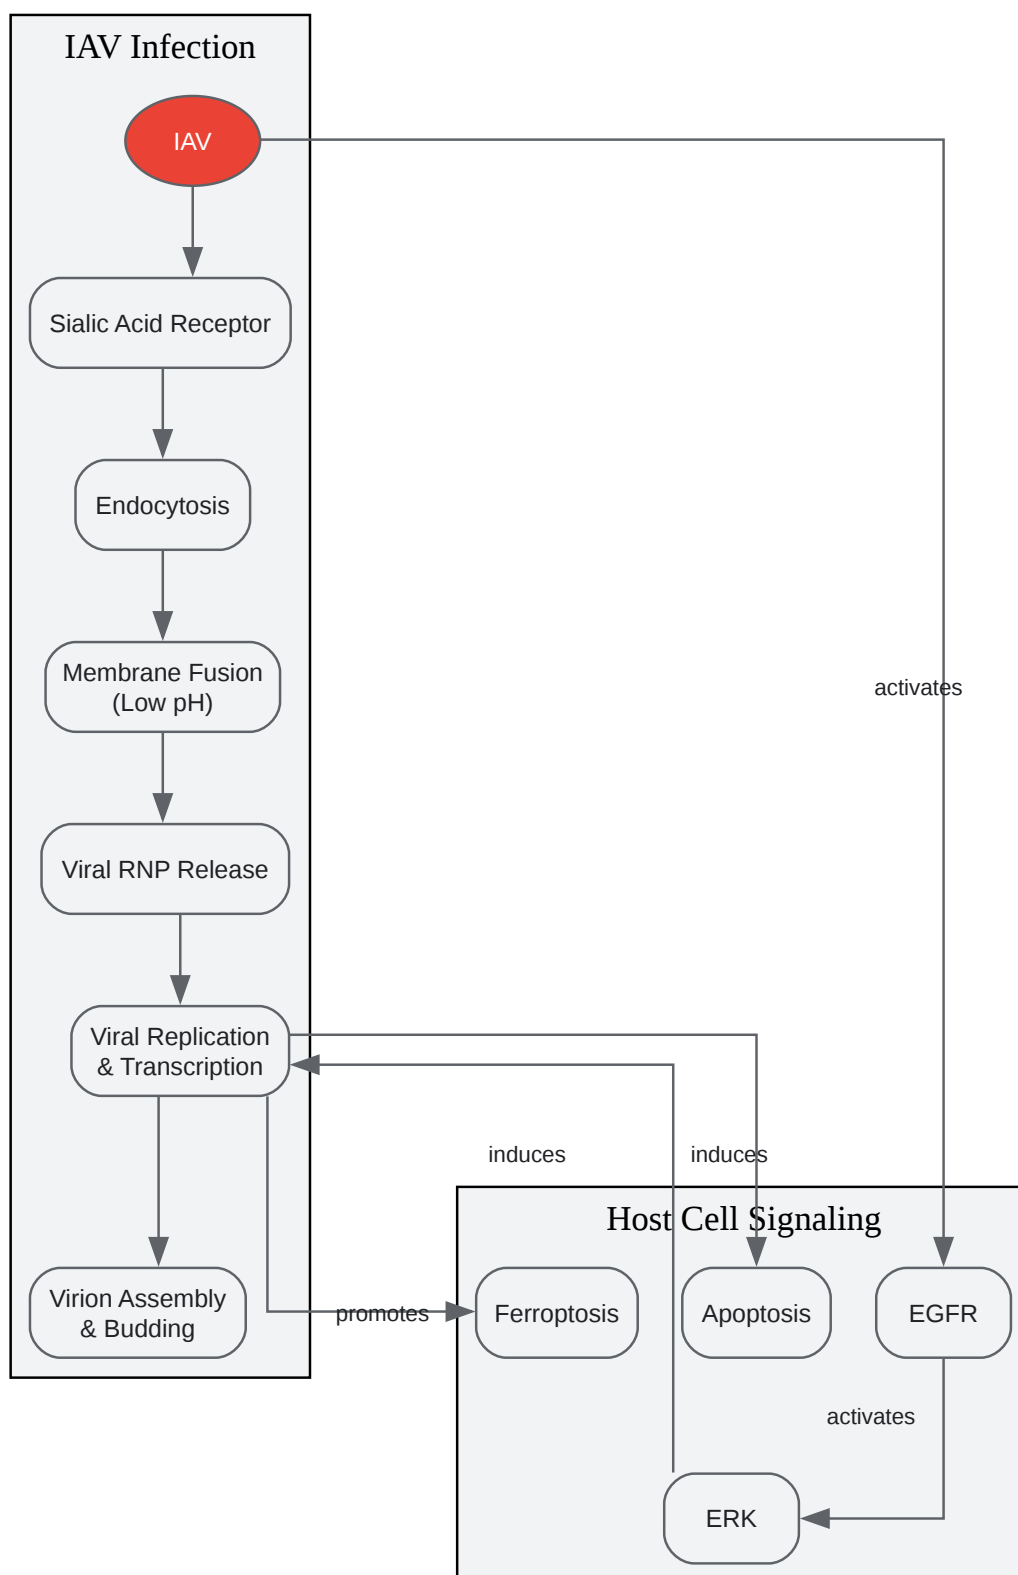 IAV Infection
IAV
Sialic Acid Receptor
Endocytosis
activates
Membrane Fusion
(Low pH)
Viral RNP Release
Viral Replication
& Transcription
induces
induces
Host Cell Signaling
Virion Assembly
& Budding
promotes
Ferroptosis
Apoptosis
EGFR
activates
ERK